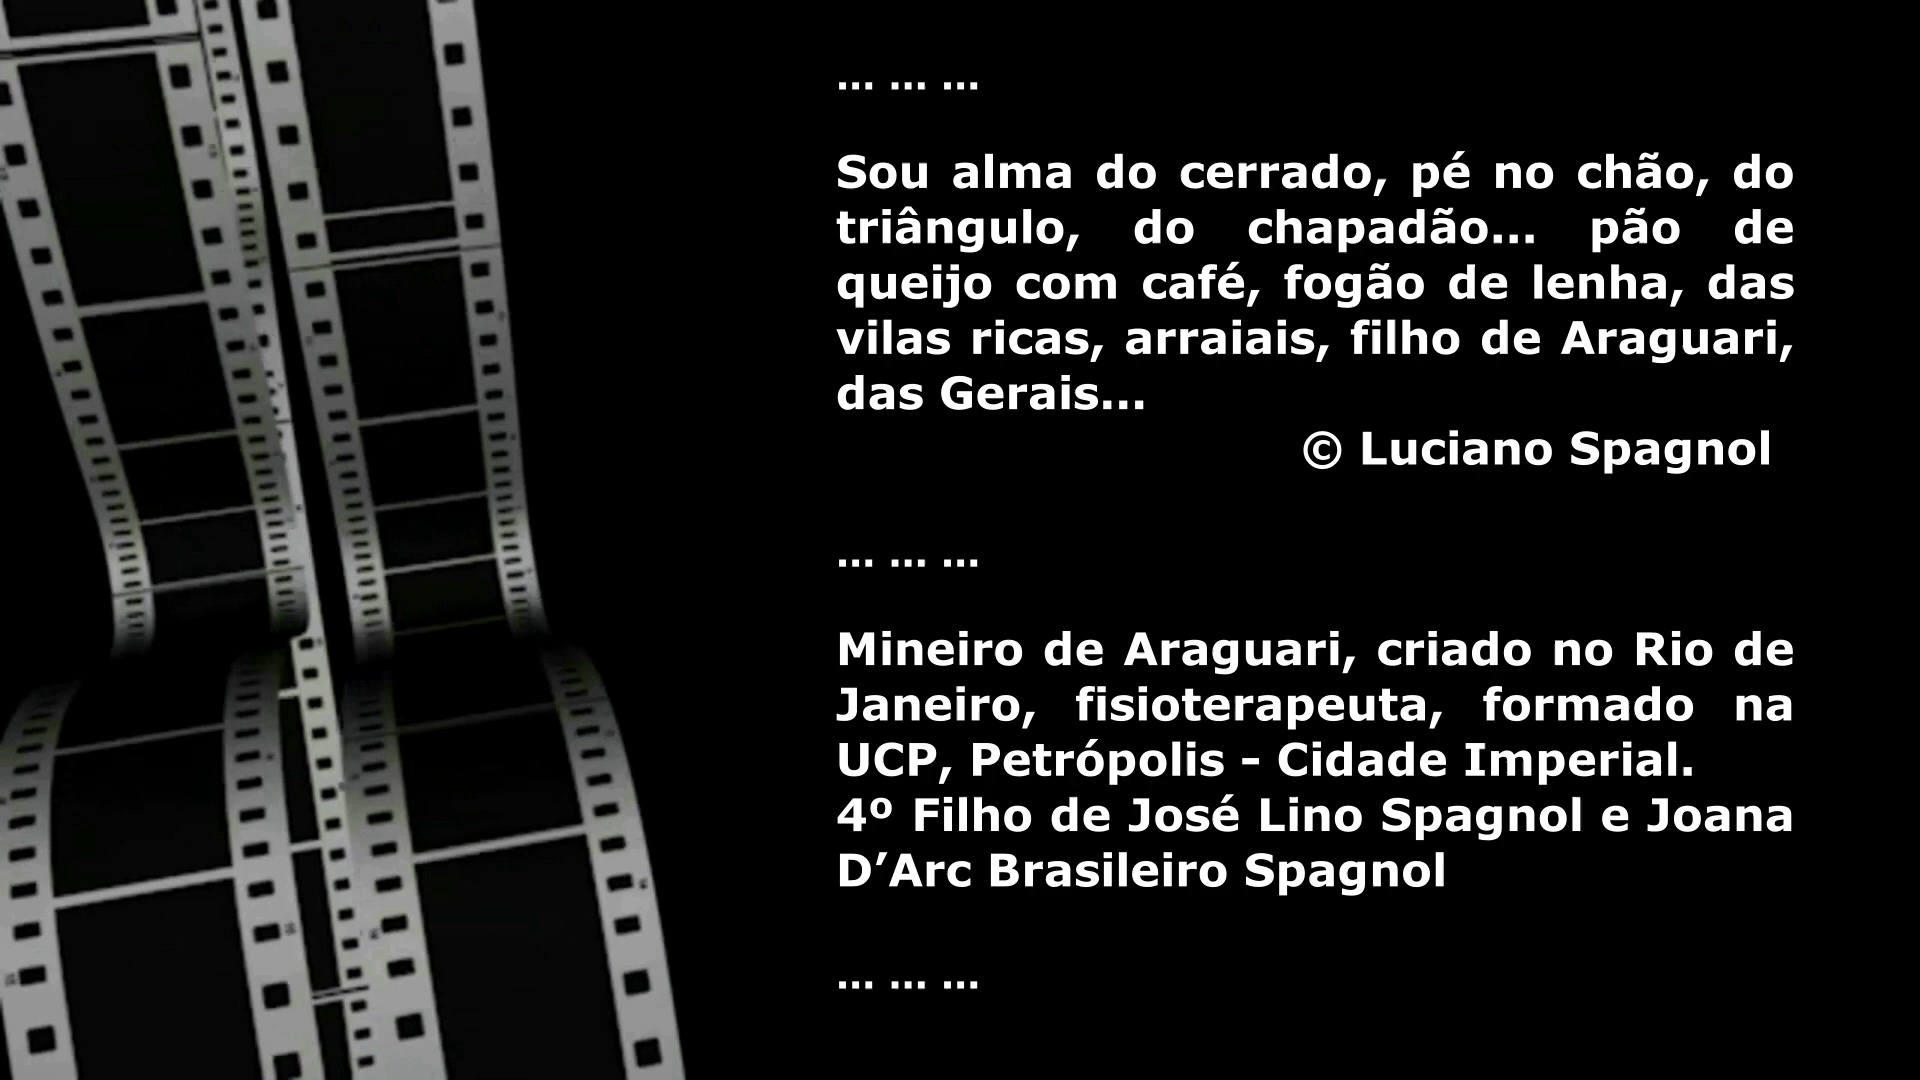 ... ... ...
Sou alma do cerrado, pé no chão, do
triângulo, do chapadão... pão de
queijo com café, fogão de lenha, das
vilas ricas, arraiais, filho de Araguari,
das Gerais...
© Luciano Spagnol
... ... ...
Mineiro de Araguari, criado no Rio de
Janeiro, fisioterapeuta, formado na
UCP, Petrópolis - Cidade Imperial.
4º Filho de José Lino Spagnol e Joana
D’Arc Brasileiro Spagnol
... ... ...